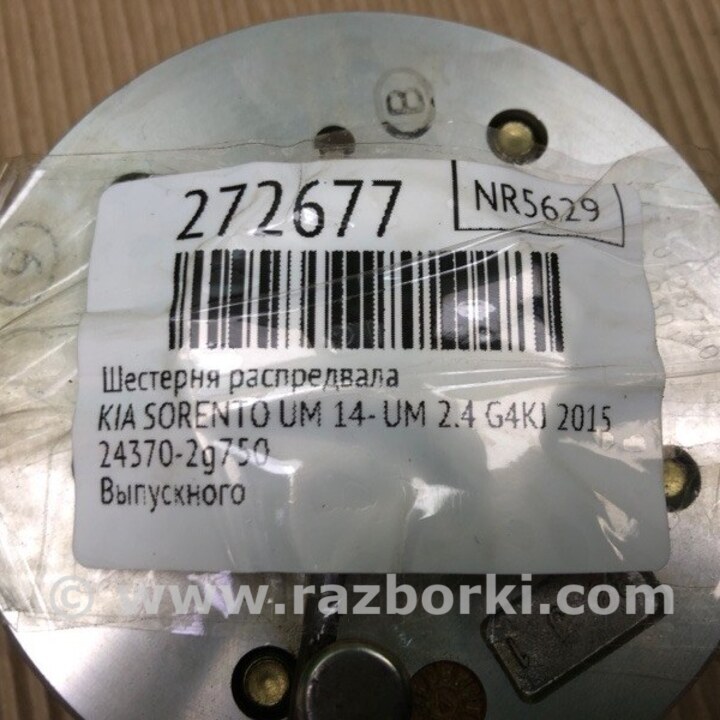 B
272677
NR5629
Шестерня распредвала
KIA SORENTO UM 14- UM 2.4 G4KJ 2015
24370-2g750
Выпускного
© www.razborki.com